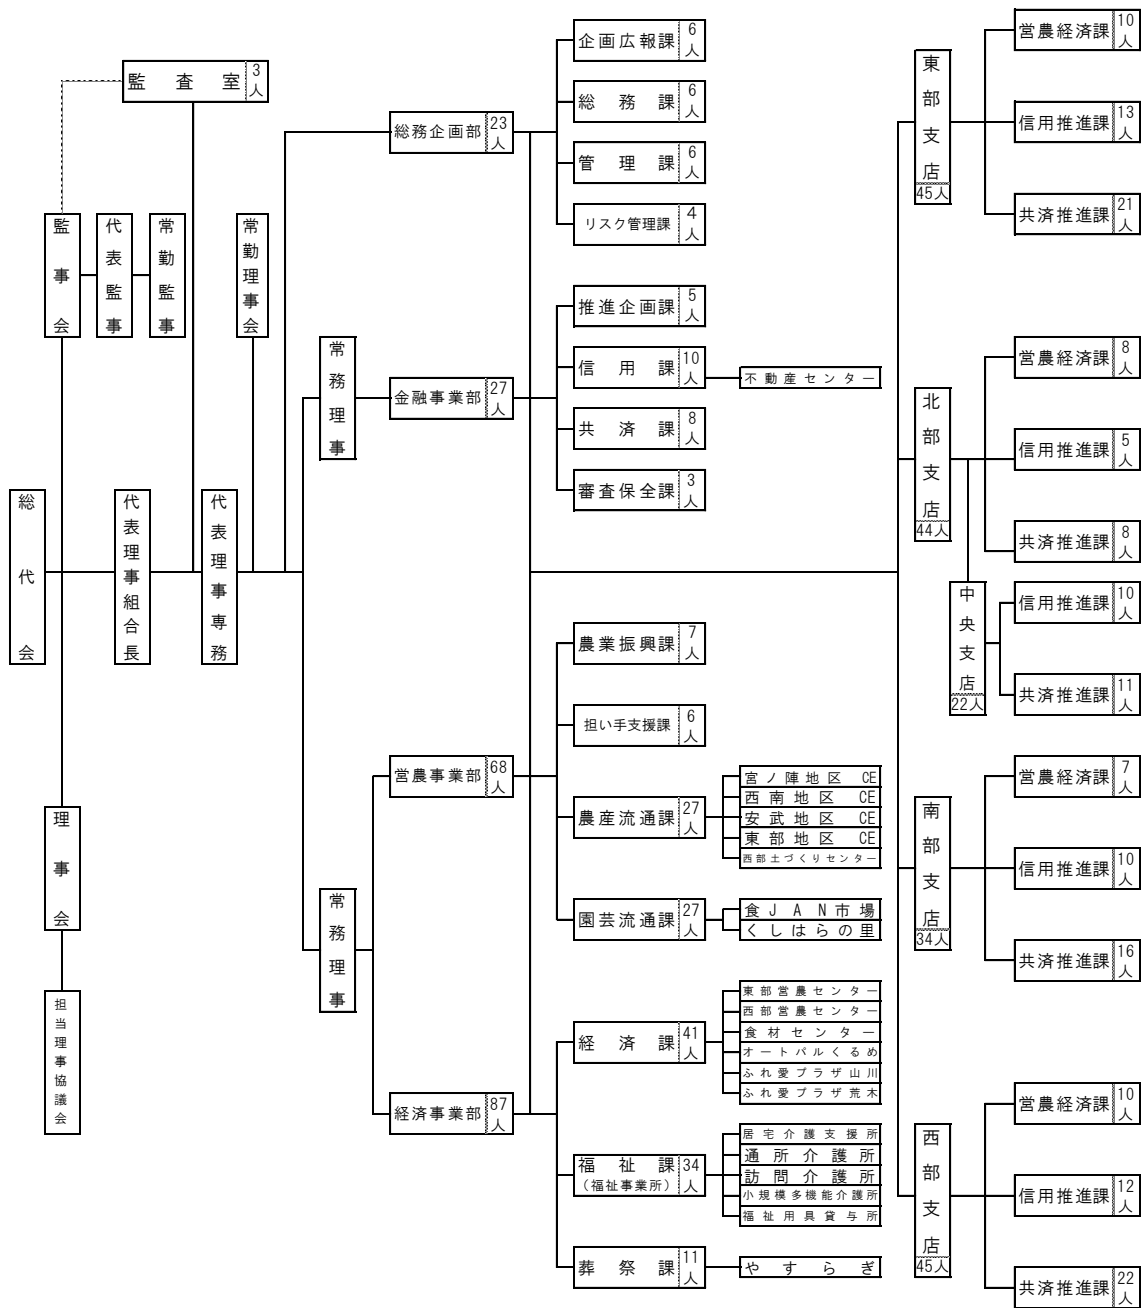 監査室 3人
監事会
代表監事
常勤監事
常勤理事会
総代会
代表理事組合長
代表理事専務
理事会
担当理事協議会
常務理事
常務理事
総務企画部 23人
企画広報課 6人
総務課 6人
管理課 6人
リスク管理課 4人
金融事業部 27人
推進企画課 5人
信用課 10人
不動産センター
共済課 8人
審査保全課 3人
営農事業部 68人
農業振興課 7人
担い手支援課 6人
農産流通課 27人
宮ノ陣地区 CE
西南地区 CE
安武地区 CE
東部地区 CE
西部土づくりセンター
園芸流通課 27人
食JAN市場
くしはらの里
経済事業部 87人
経済課 41人
東部営農センター
西部営農センター
食材センター
オートパルくるめ
ふれ愛プラザ山川
ふれ愛プラザ荒木
福祉課 34人
(福祉事業所)
居宅介護支援所
通所介護所
訪問介護所
小規模多機能介護所
福祉用具貸与所
葬祭課 11人
やすらぎ
東部支店 45人
営農経済課 10人
信用推進課 13人
共済推進課 21人
北部支店 44人
営農経済課 8人
信用推進課 5人
共済推進課 8人
中央支店 22人
信用推進課 10人
共済推進課 11人
南部支店 34人
営農経済課 7人
信用推進課 10人
共済推進課 16人
西部支店 45人
営農経済課 10人
信用推進課 12人
共済推進課 22人